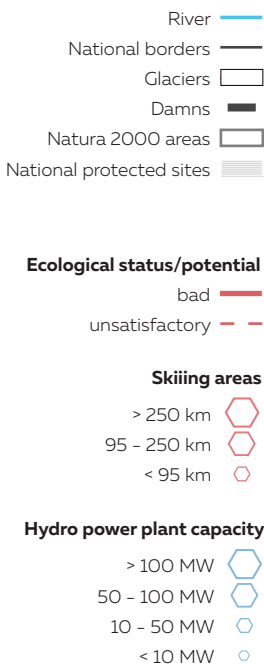 River
National borders
Glaciers
Damns
Natura 2000 areas
National protected sites
Ecological status/potential
bad
unsatisfactory
Skiiing areas
> 250 km
95 - 250 km
< 95 km
Hydro power plant capacity
> 100 MW
50 - 100 MW
10 - 50 MW
< 10 MW